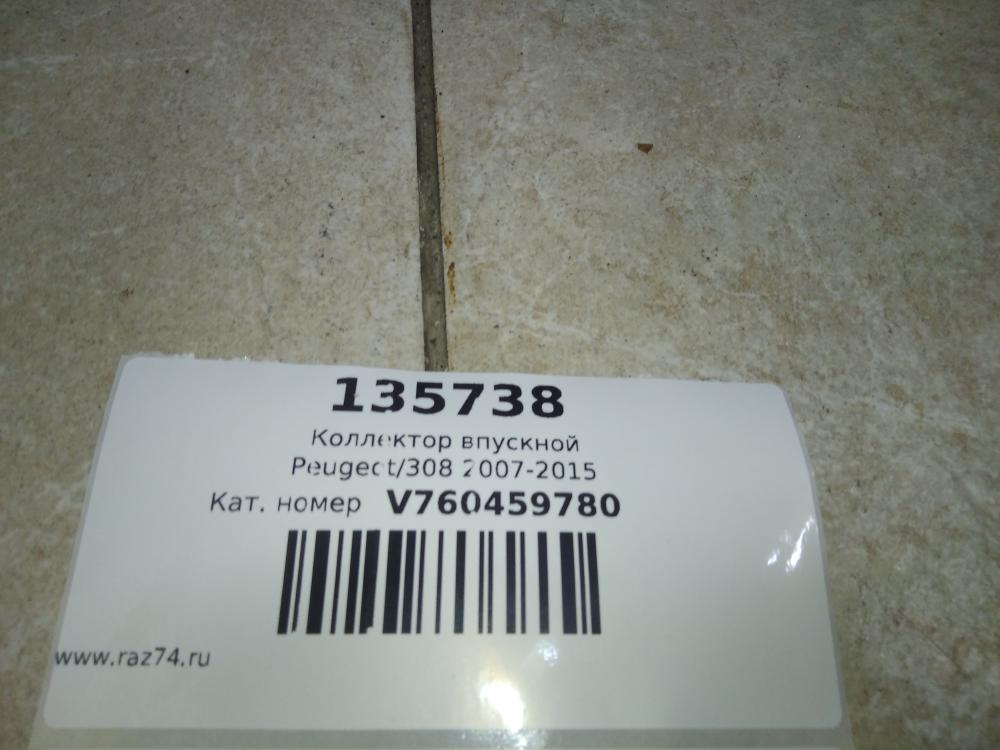 135738
Коллектор впускной
Peugeot/308 2007-2015
Кат. номер V760459780
www.raz74.ru